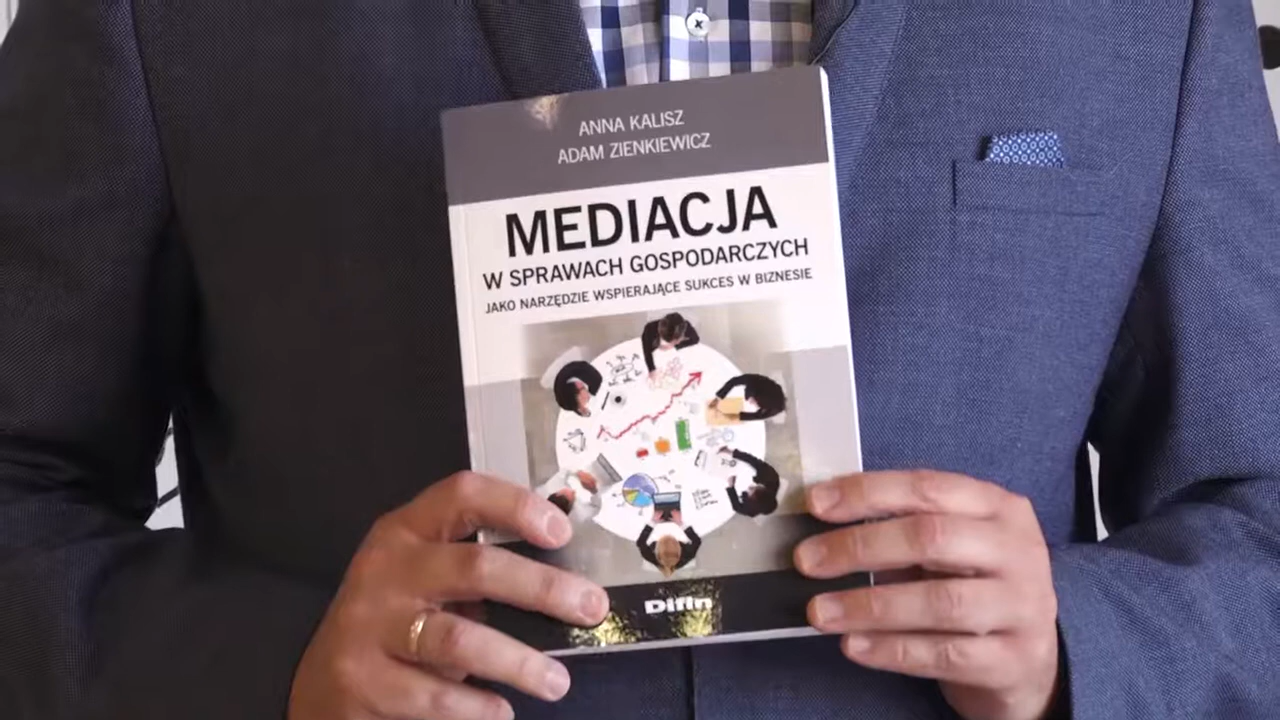 ANNA KALISZ
ADAM ZIENKIEWICZ
MEDIACJA
W SPRAWACH GOSPODARCZYCH
JAKO NARZĘDZIE WSPIERAJĄCE SUKCES W BIZNESIE
Difin